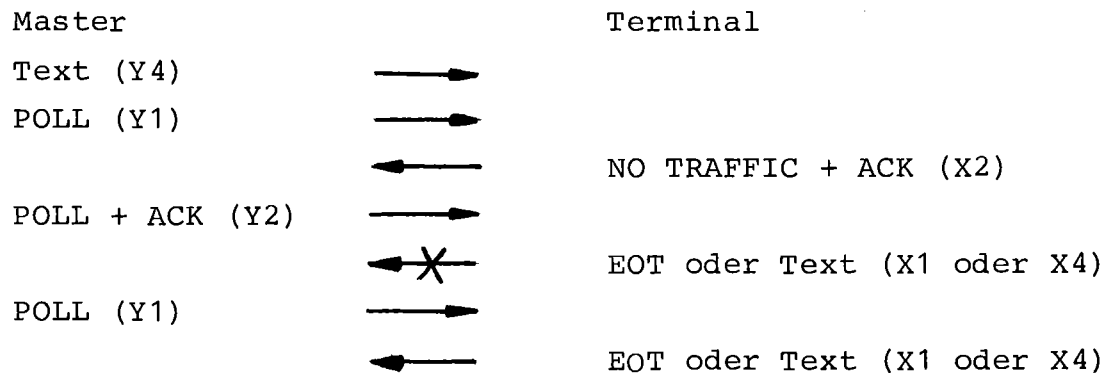 Master Terminal
Text (Y4)
POLL (Y1)
NO TRAFFIC + ACK (X2)
POLL + ACK (Y2)
EOT oder Text (X1 oder X4)
POLL (Y1)
EOT oder Text (X1 oder X4)